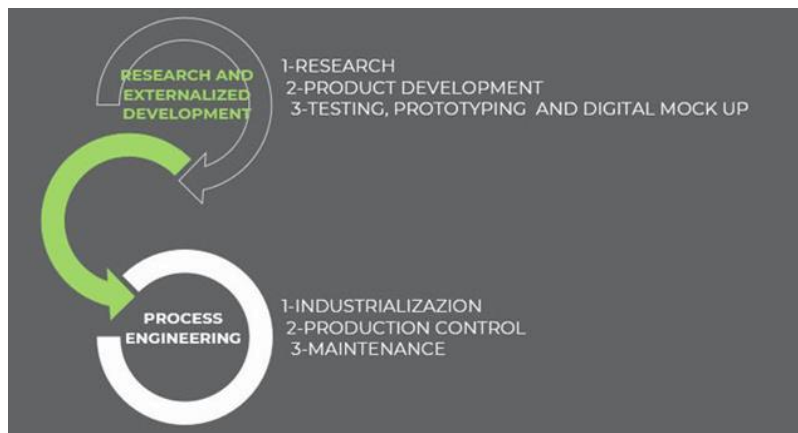 RESEARCH AND
EXTERNALIZED
DEVELOPMENT
1-RESEARCH
2-PRODUCT DEVELOPMENT
3-TESTING, PROTOTYPING AND DIGITAL MOCK UP
PROCESS
ENGINEERING
1-INDUSTRIALIZAZION
2-PRODUCTION CONTROL
3-MAINTENANCE